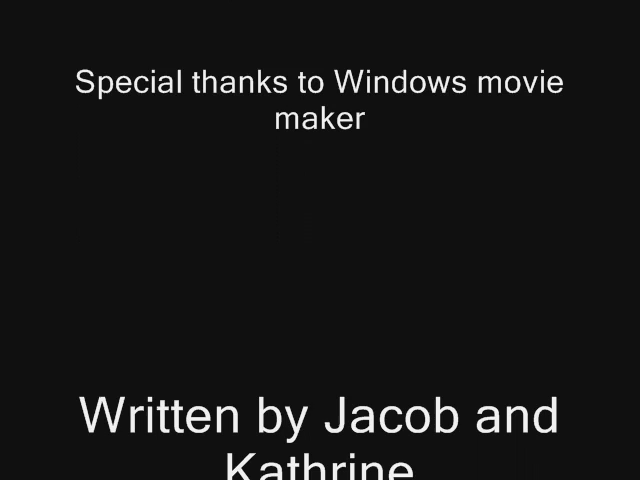 Special thanks to Windows movie
maker
Written by Jacob and
Kathrine